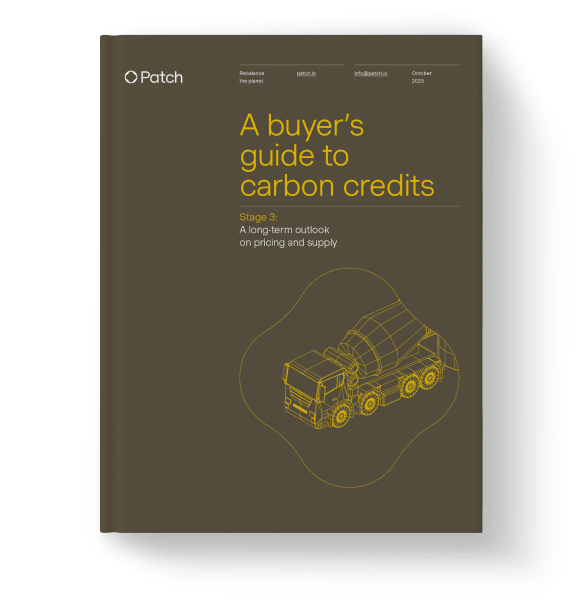 Patch
Rebalance
the planet
patch.io
info@patch.io
October
2023
A buyer's
guide to
carbon credits
Stage 3:
A long-term outlook
on pricing and supply